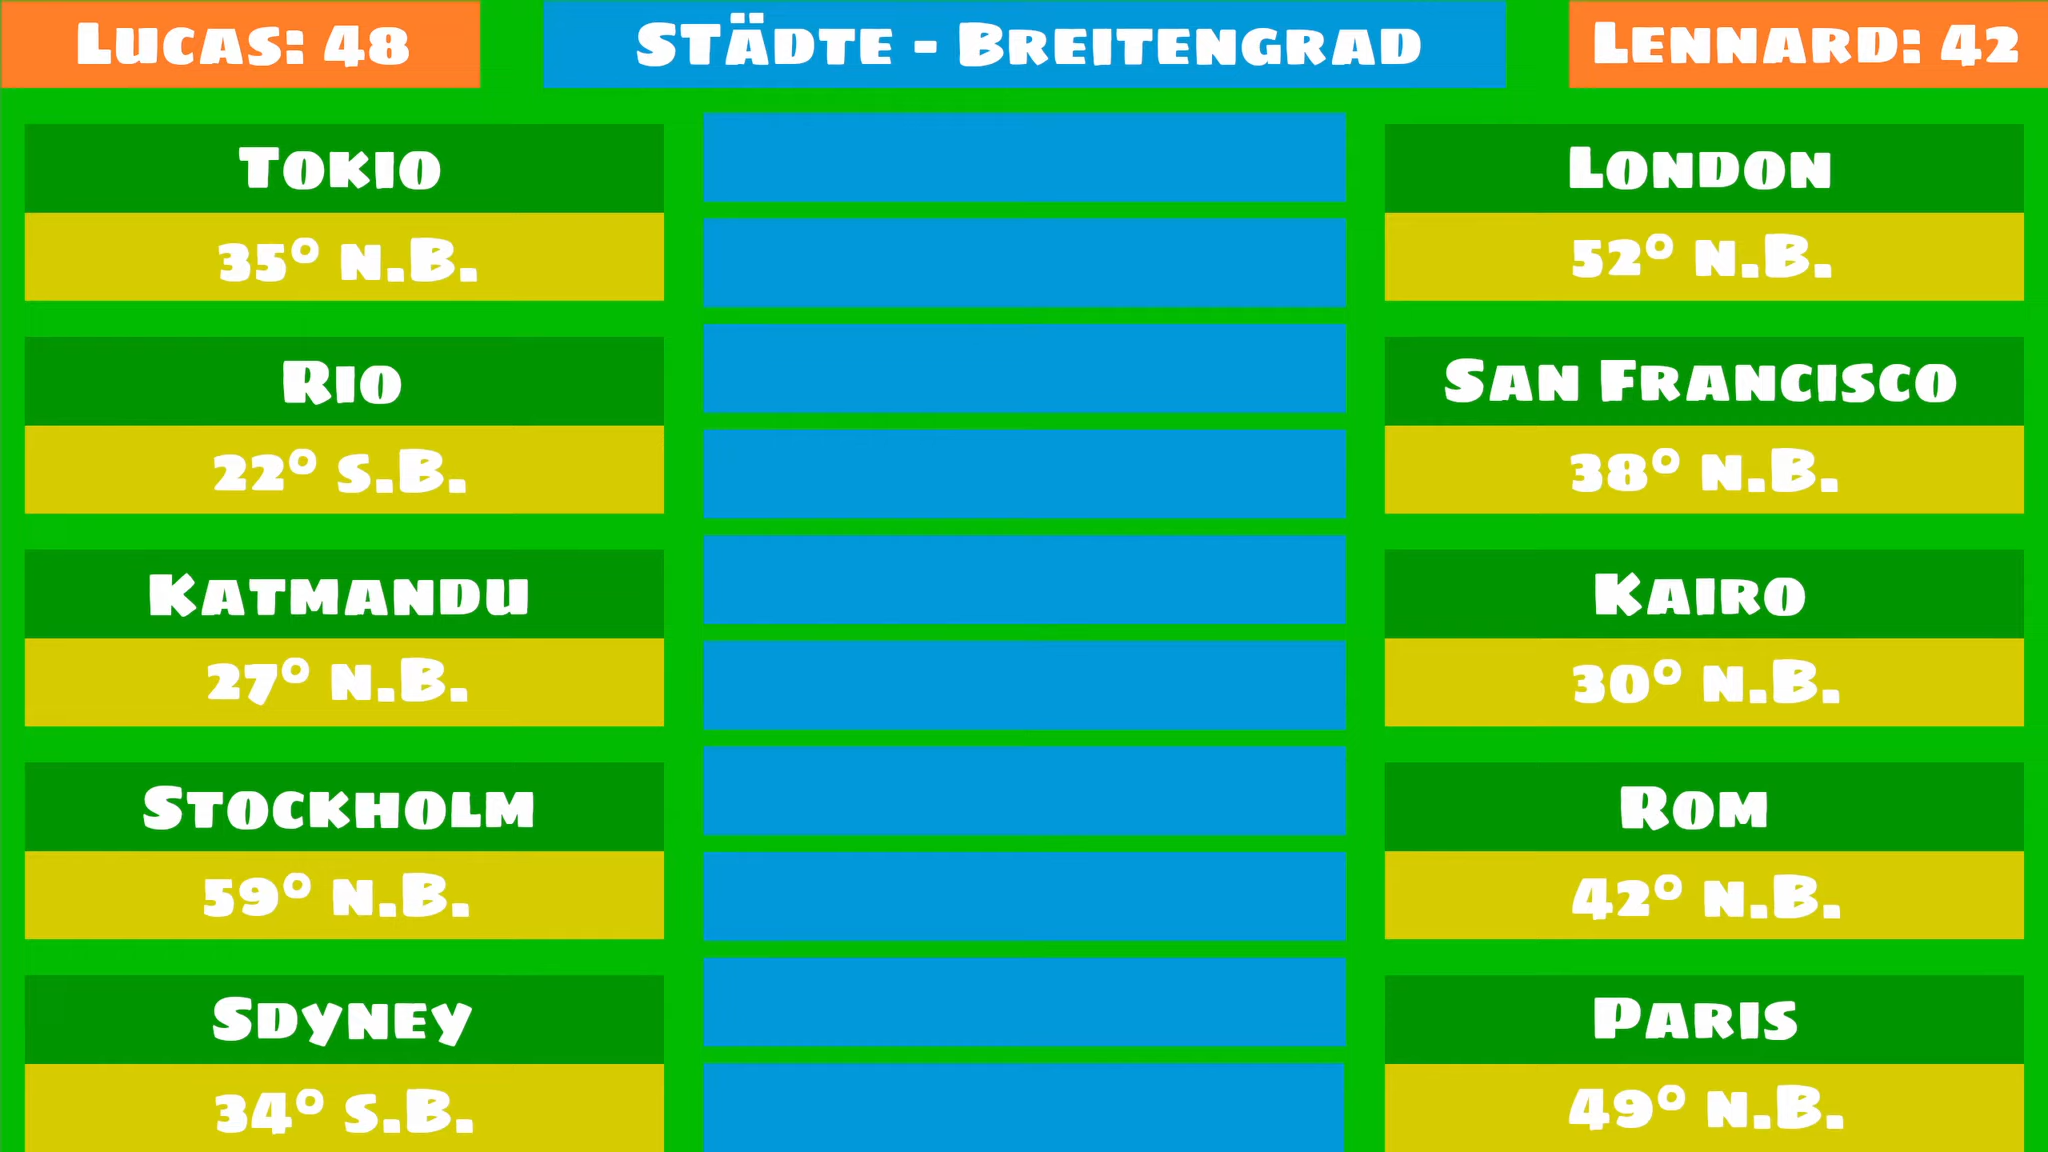 Lucas: 48
Städte - Breitengrad
Lennard: 42
Tokio
35° n.B.
Rio
22° s.B.
Katmandu
27° n.B.
Stockholm
59° n.B.
Sdyney
34° s.B.
London
52° n.B.
San Francisco
38° n.B.
Kairo
30° n.B.
Rom
42° n.B.
Paris
49° n.B.